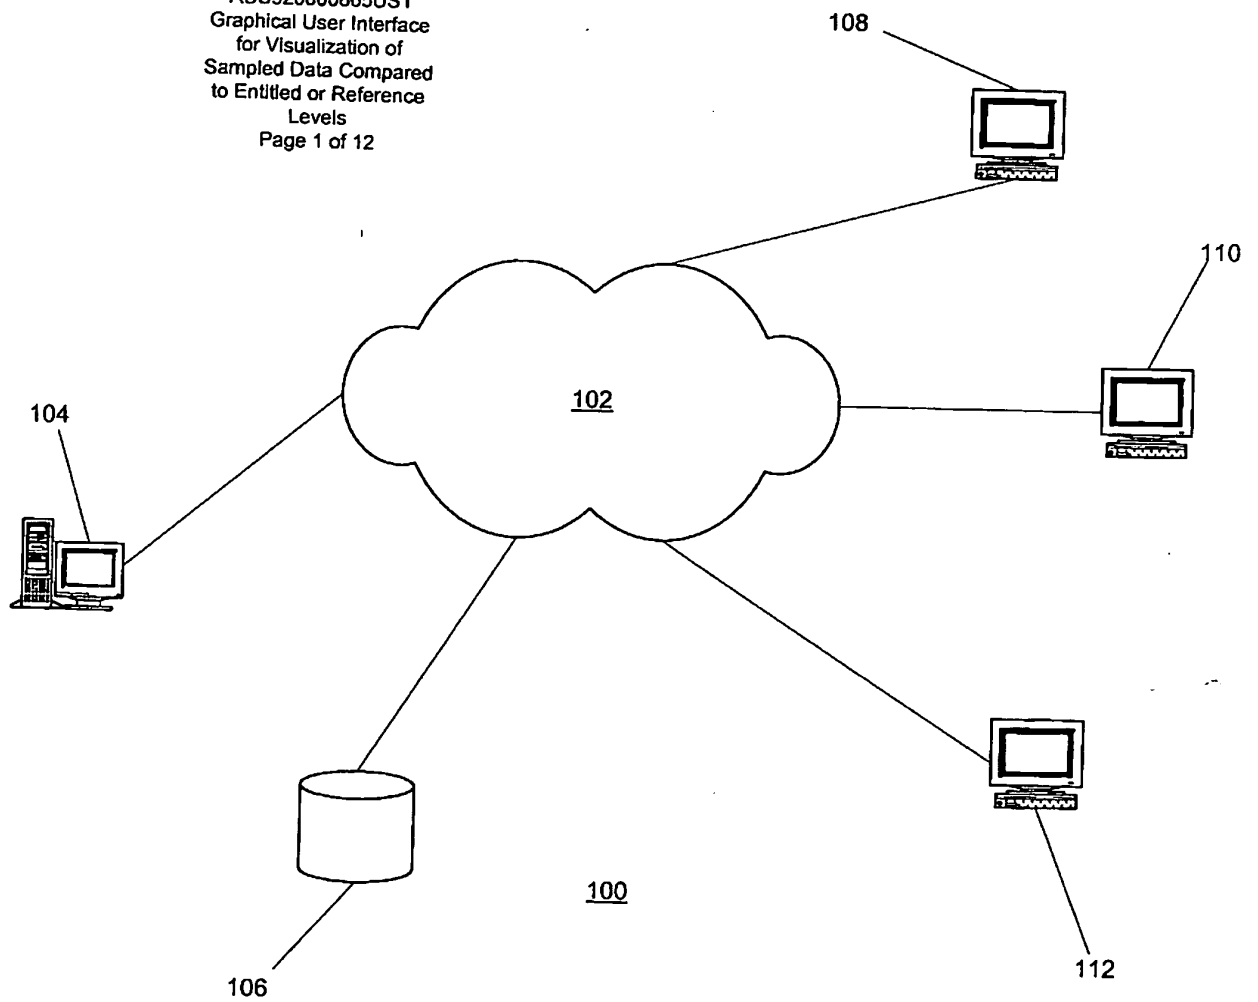 Graphical User Interface
for Visualization of
Sampled Data Compared
to Entitled or Reference
Levels
Page 1 of 12
108
110
102
104
100
106
112